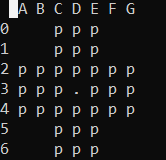 A B C D E F G
0     p p p
1     p p p
2 p p p p p p p
3 p p p . p p p
4 p p p p p p p
5     p p p
6     p p p